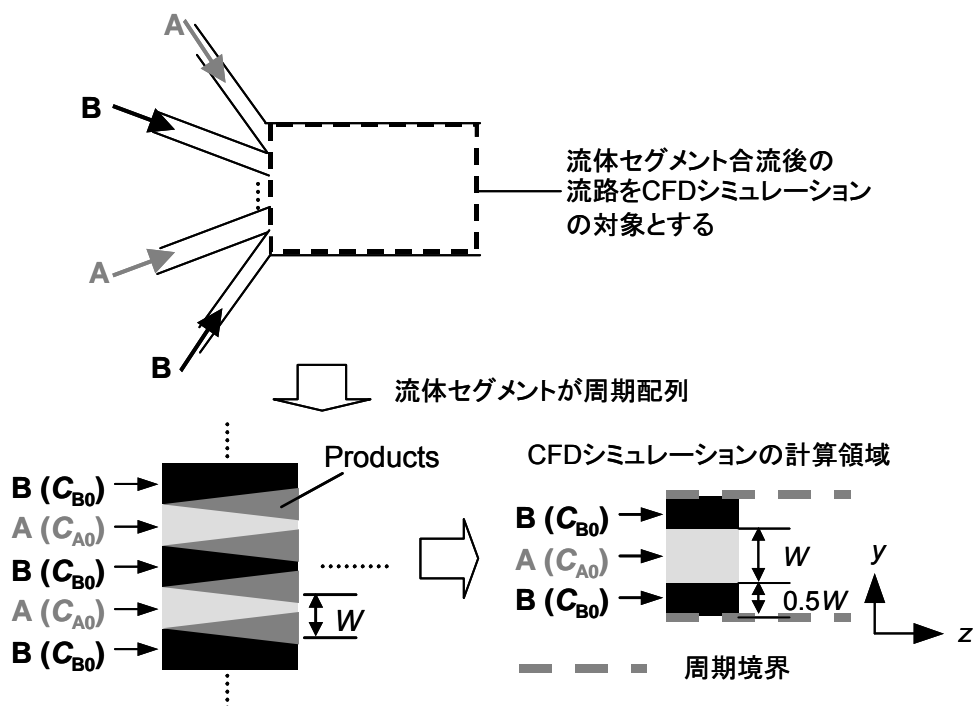 A
B
A
B
流体セグメント合流後の
流路をCFDシミュレーション
の対象とする
流体セグメントが周期配列
Products
B (CB0)
A (CA0)
B (CB0)
A (CA0)
B (CB0)
W
CFDシミュレーションの計算領域
B (CB0)
A (CA0)
B (CB0)
W
0.5W
y
z
周期境界